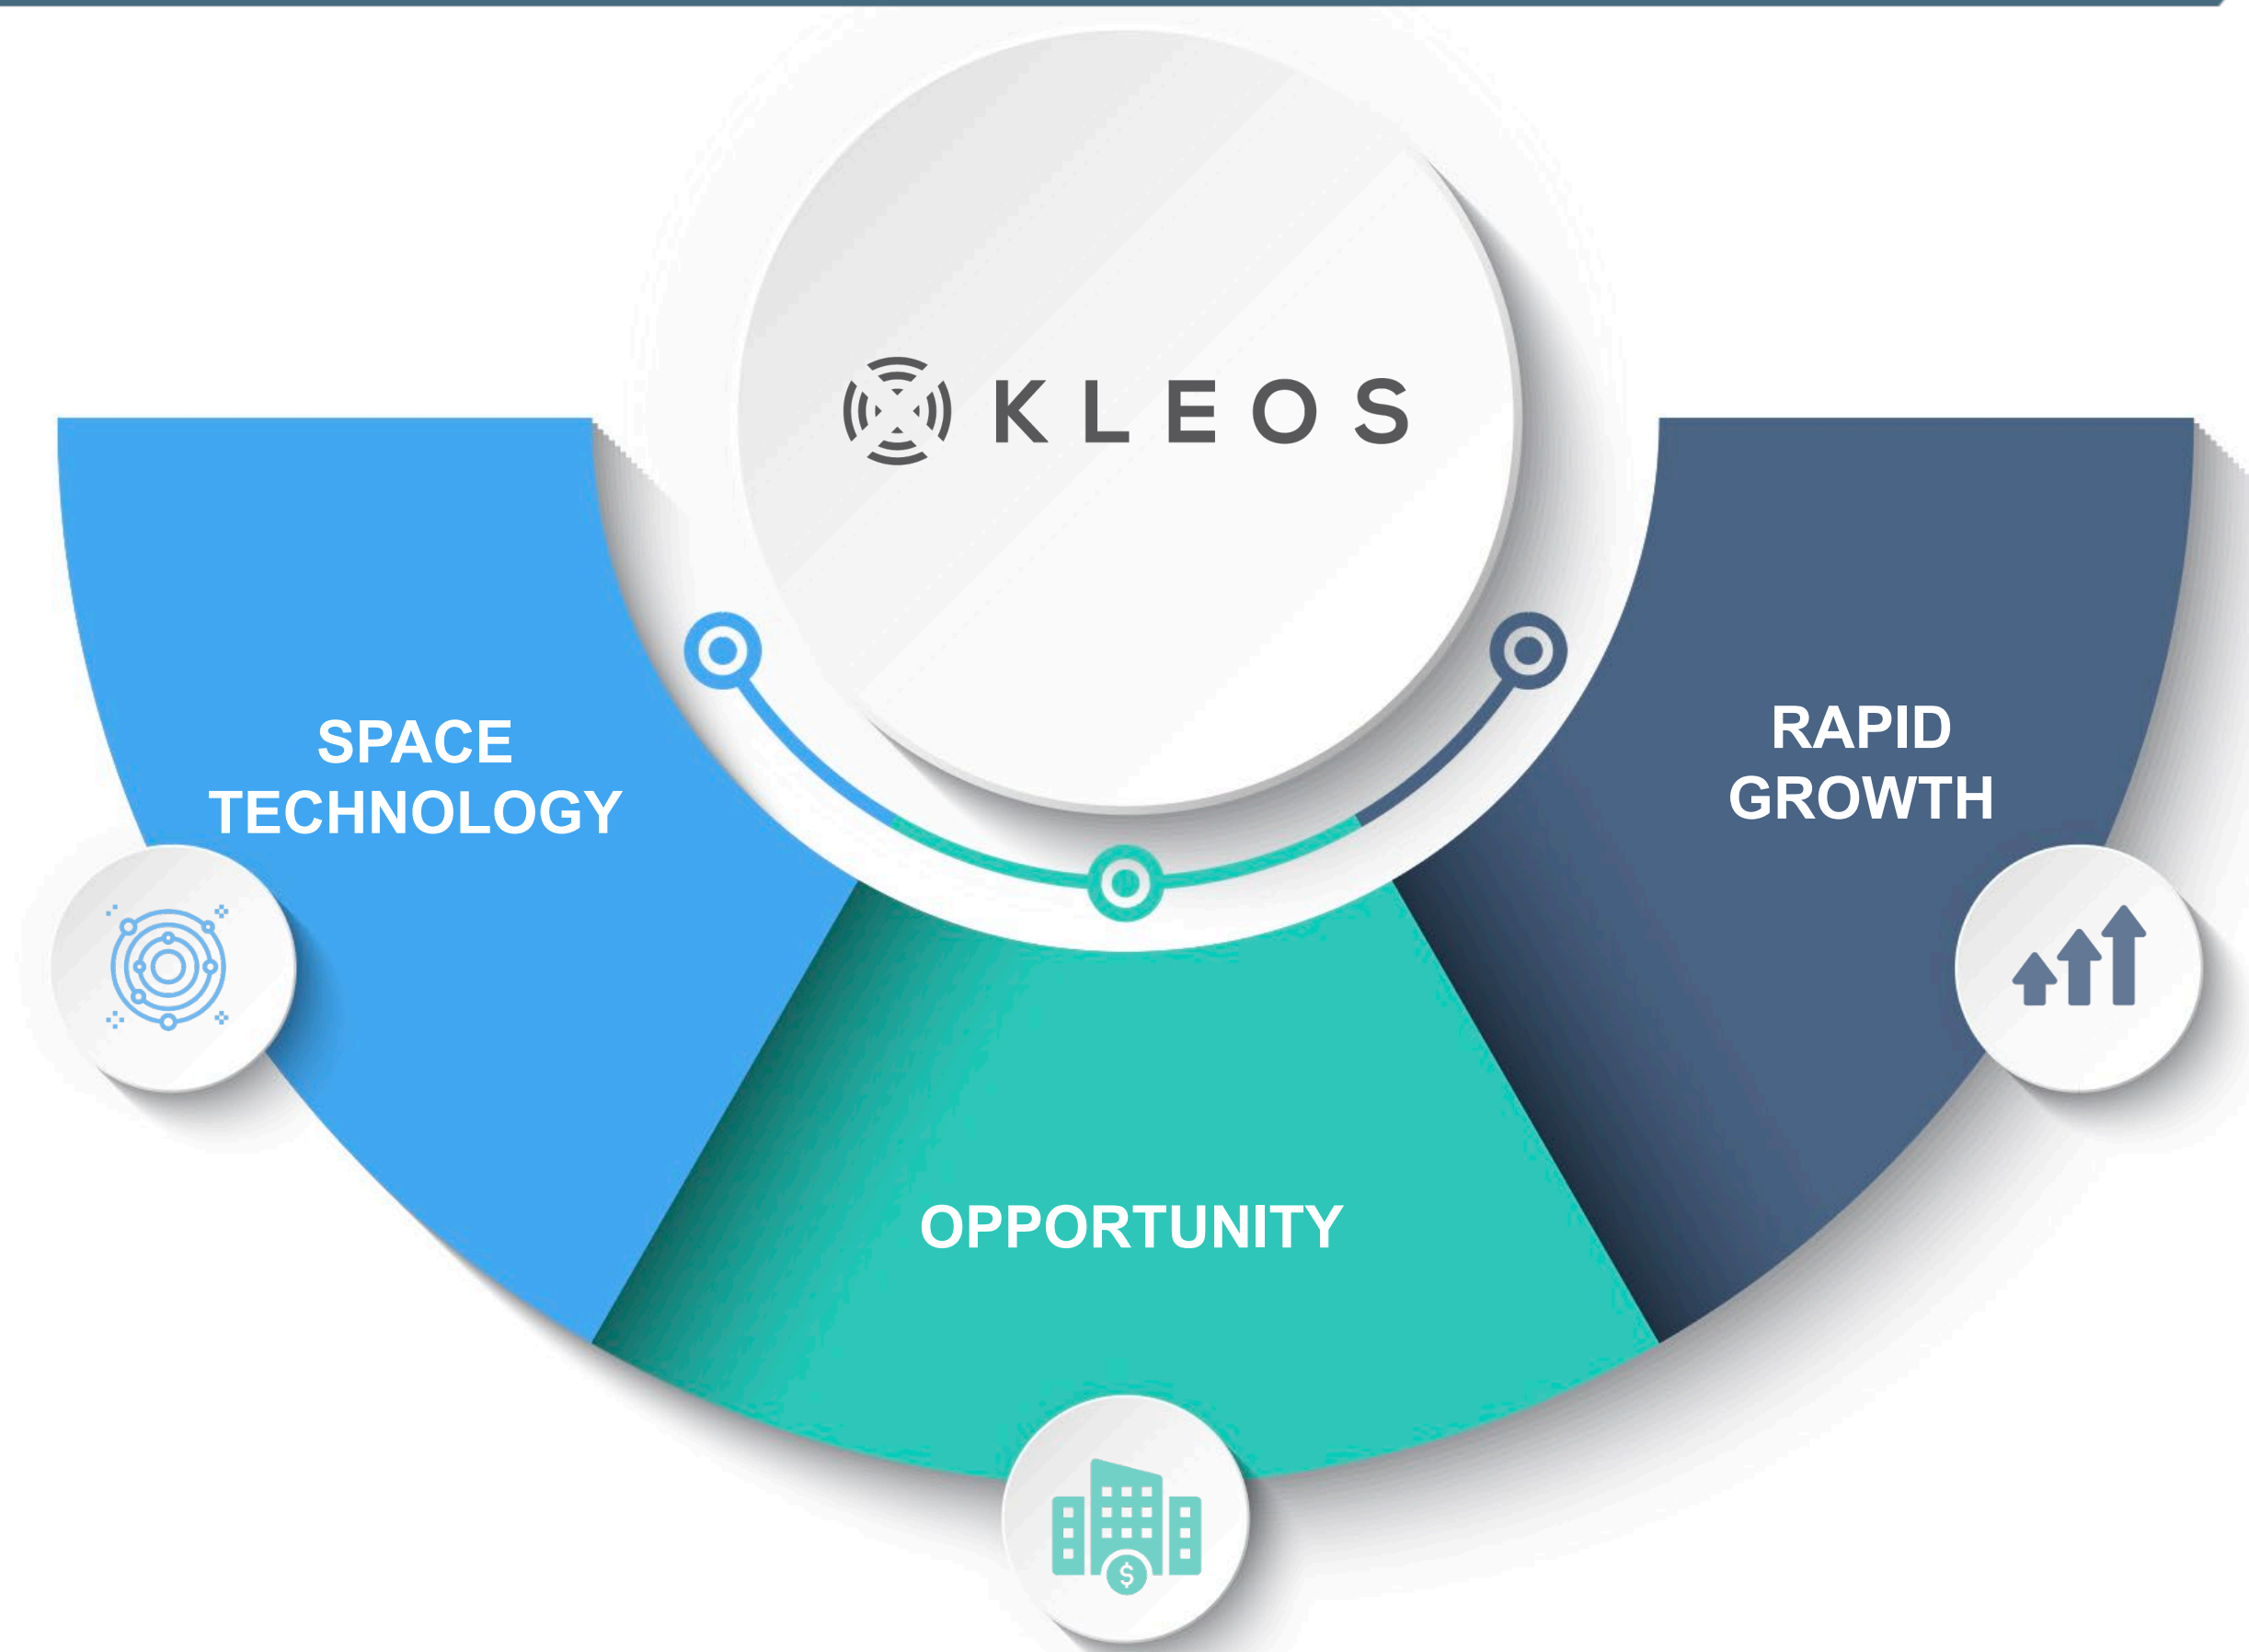 KLEOS
SPACE
TECHNOLOGY
OPPORTUNITY
RAPID
GROWTH
$